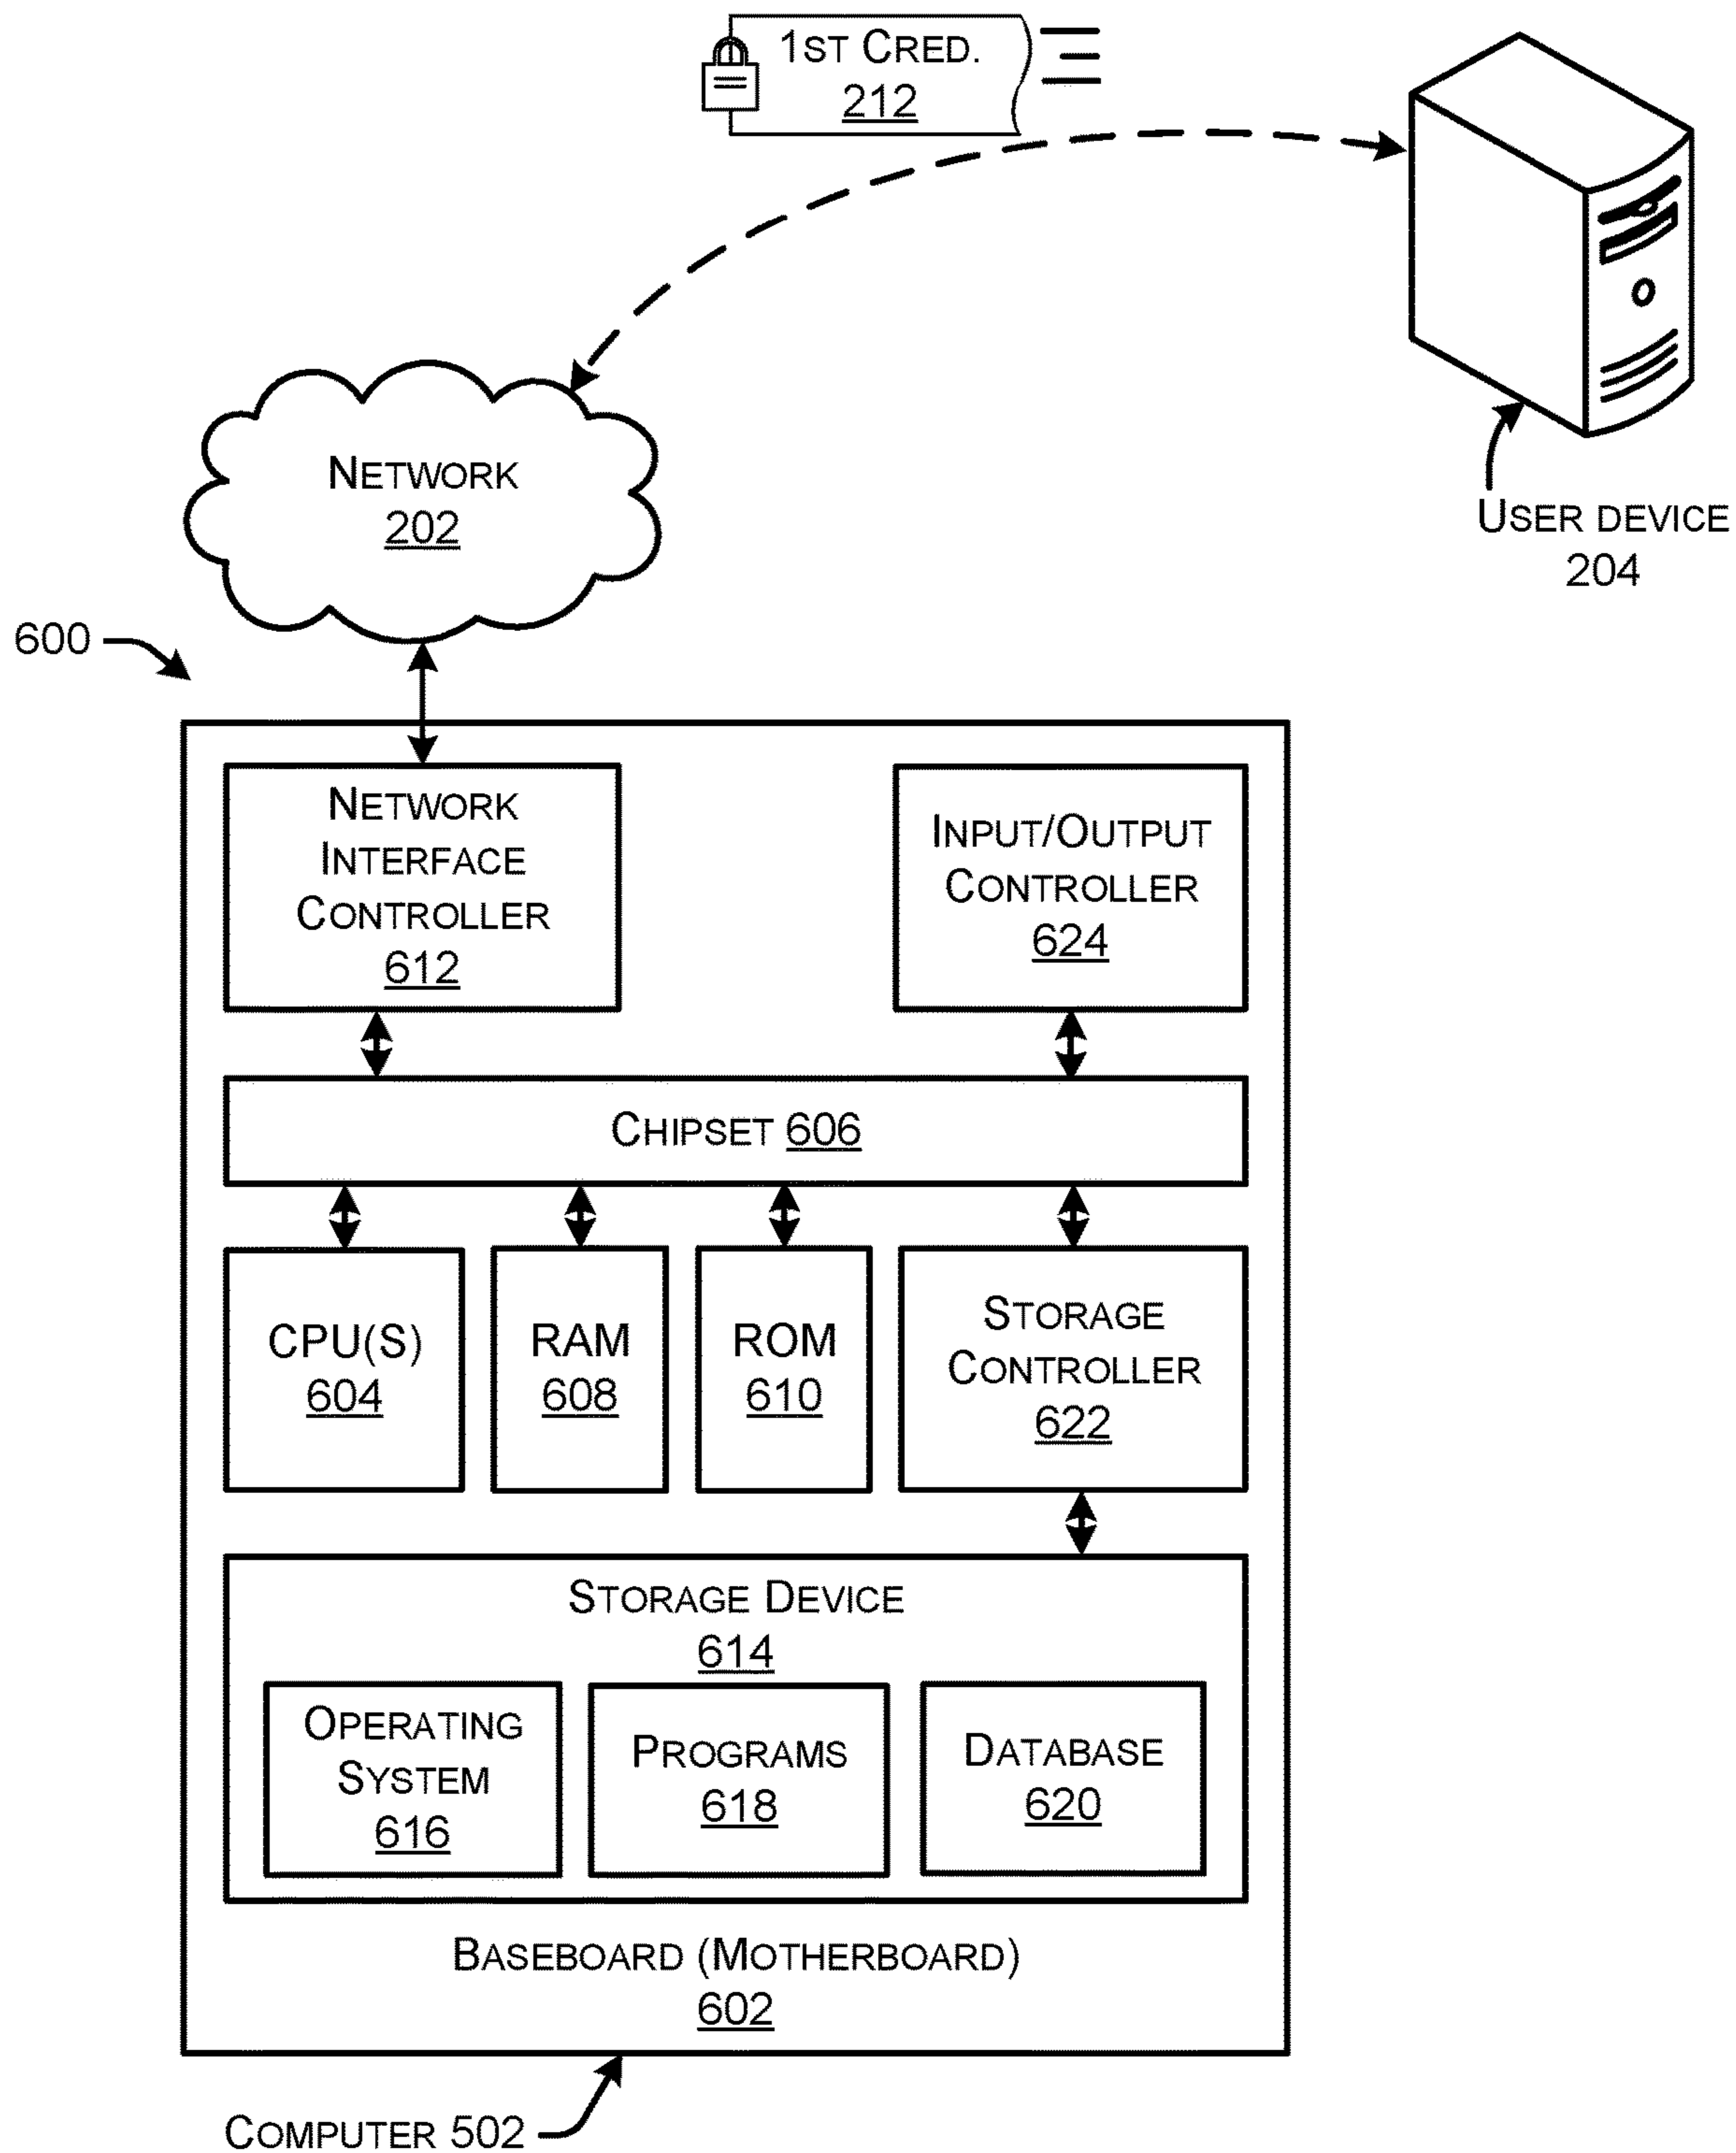 1ST CRED.
212
USER DEVICE
204
NETWORK
202
600
NETWORK
INTERFACE
CONTROLLER
612
INPUT/OUTPUT
CONTROLLER
624
CHIPSET 606
CPU(S)
604
RAM
608
ROM
610
STORAGE
CONTROLLER
622
STORAGE DEVICE
614
OPERATING
SYSTEM
616
PROGRAMS
618
DATABASE
620
BASEBOARD (MOTHERBOARD)
602
COMPUTER 502